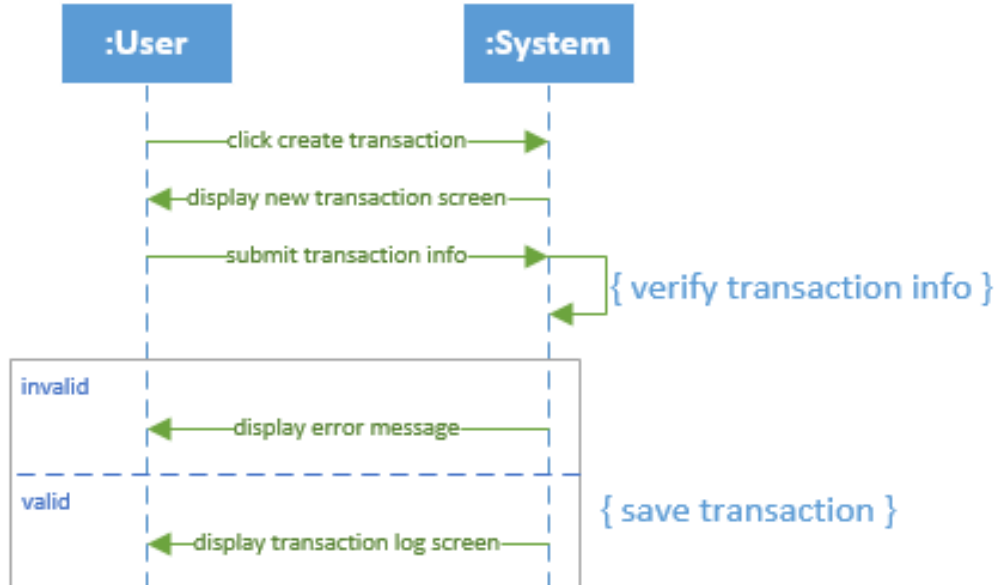 :User
:System
click create transaction
display new transaction screen
submit transaction info
{ verify transaction info }
invalid
display error message
valid
{ save transaction }
display transaction log screen